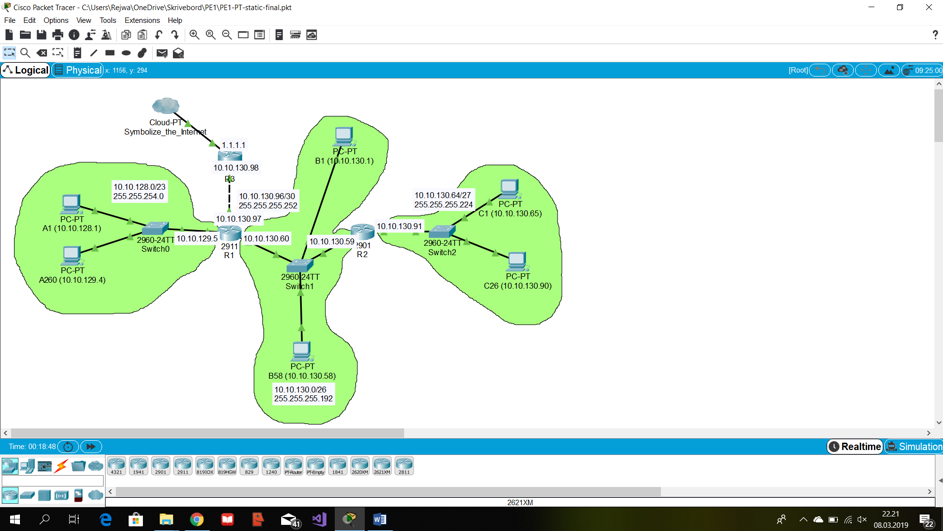 Cisco Packet Tracer - C:\Users\Rejwa\OneDrive\Skrivebord\PE1\PE1-PT-static-final.pkt
File Edit Options View Tools Extensions Help
?
Logical Physical x: 1156, y: 294 [Root] 09:25:00
Cloud-PT
Symbolize_the_Internet
1.1.1.1
10.10.130.98
R3
10.10.130.96/30
255.255.255.252
10.10.130.97
2911
R1
10.10.128.0/23
255.255.254.0
PC-PT
A1 (10.10.128.1)
PC-PT
A260 (10.10.129.4)
2960-24TT
Switch0
10.10.129.5
10.10.130.60
PC-PT
B1 (10.10.130.1)
10.10.130.59
2901
R2
2960-24TT
Switch1
PC-PT
B58 (10.10.130.58)
10.10.130.0/26
255.255.255.192
10.10.130.91
10.10.130.64/27
255.255.255.224
2960-24TT
Switch2
PC-PT
C1 (10.10.130.65)
PC-PT
C26 (10.10.130.90)
Time: 00:18:48 Realtime Simulation
4321 1941 2901 2911 819IOX 819HGW 829 1240 PT-Router PT-Empty 1841 2620XM 2621XM 2811
2621XM
41
22.21
08.03.2019
22